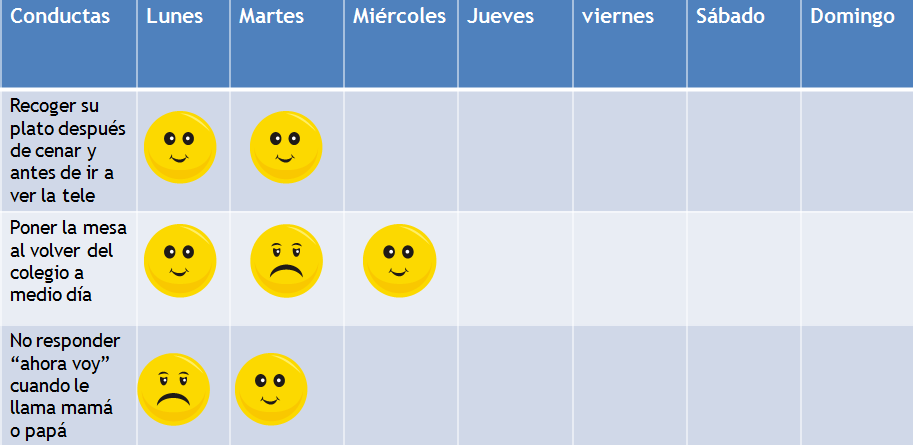 Conductas Lunes Martes Miércoles Jueves viernes Sábado Domingo
Recoger su
plato después
de cenar y
antes de ir a
ver la tele
Poner la mesa
al volver del
colegio a
medio día
No responder
“ahora voy”
cuando le
llama mamá
o papá